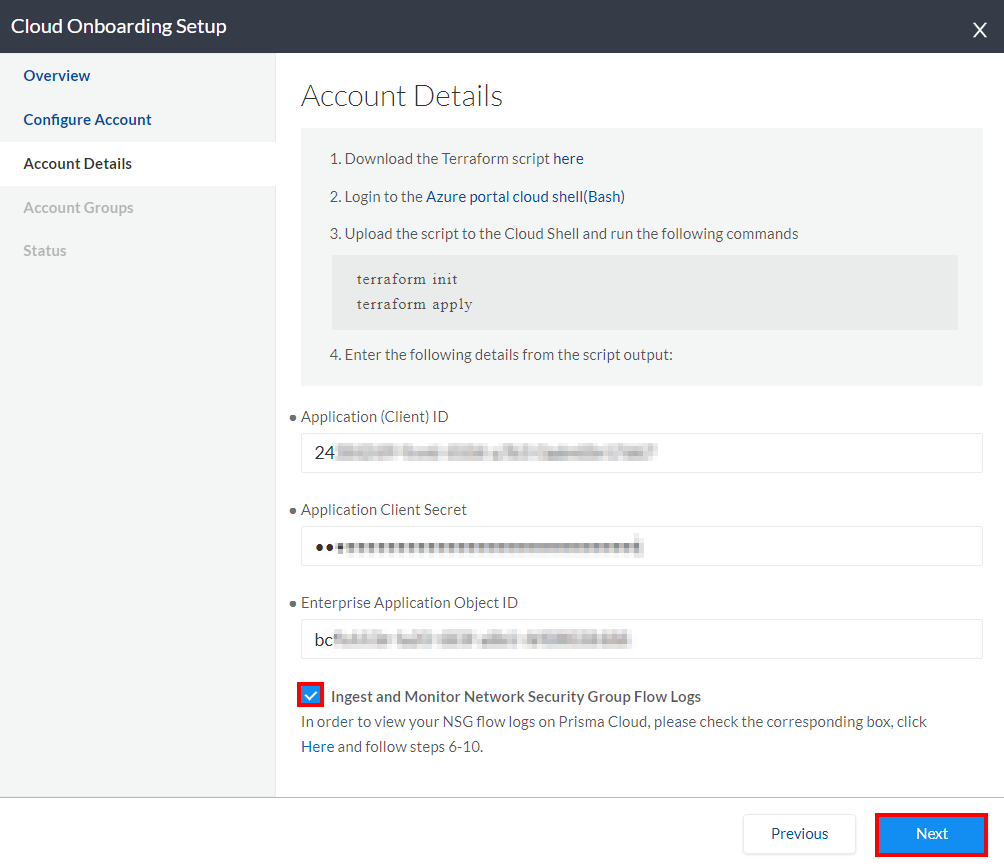 Cloud Onboarding Setup
X
Overview
Configure Account
Account Details
Account Groups
Status
Account Details
1. Download the Terraform script here
2. Login to the Azure portal cloud shell(Bash)
3. Upload the script to the Cloud Shell and run the following commands
terraform init
terraform apply
4. Enter the following details from the script output:
Application (Client) ID
24
Application Client Secret
Enterprise Application Object ID
bc
Ingest and Monitor Network Security Group Flow Logs
In order to view your NSG flow logs on Prisma Cloud, please check the corresponding box, click
Here and follow steps 6-10.
Previous
Next